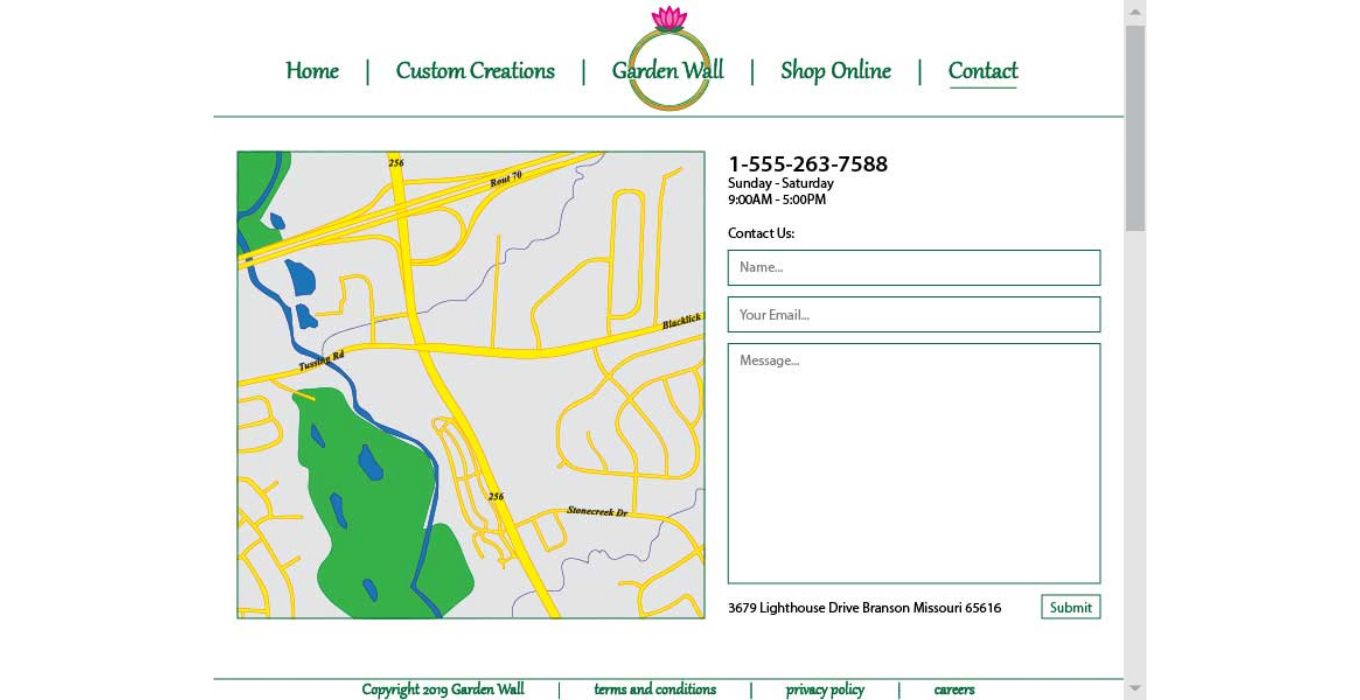 Home | Custom Creations | Garden Wall | Shop Online | Contact
1-555-263-7588
Sunday - Saturday
9:00AM - 5:00PM
Contact Us:
Name...
Your Email...
Message...
3679 Lighthouse Drive Branson Missouri 65616
Submit
256
Rout 70
Blacklick
Tussing Rd
256
Stonecreek Dr
Copyright 2019 Garden Wall | terms and conditions | privacy policy | careers